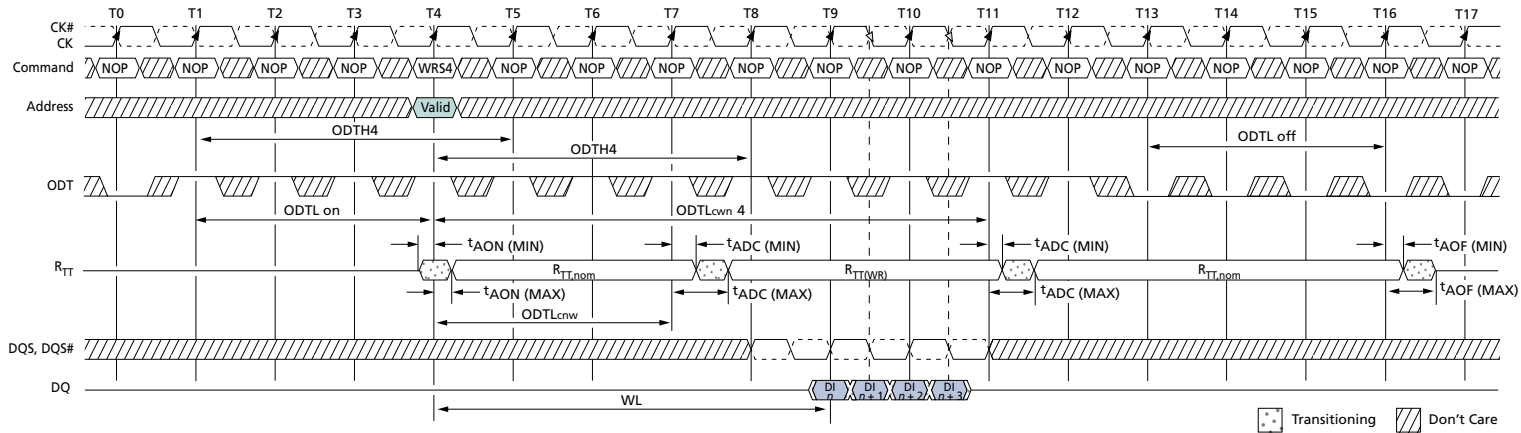 T0 T1 T2 T3 T4 T5 T6 T7 T8 T9 T10 T11 T12 T13 T14 T15 T16 T17
CK#
CK
Command NOP NOP NOP NOP WRS4 NOP NOP NOP NOP NOP NOP NOP NOP NOP NOP NOP NOP NOP
Address Valid
ODTH4 ODTL off
ODTH4
ODT
ODTL on ODTLcwn 4
tAON (MIN) tADC (MIN) tADC (MIN) tAOF (MIN)
RTT RTT,nom RTT(WR) RTT,nom
tAON (MAX) tADC (MAX) tADC (MAX) tAOF (MAX)
ODTLcnw
DQS, DQS#
DQ DI n DI n + 1 DI n + 2 DI n + 3
WL
Transitioning Don't Care